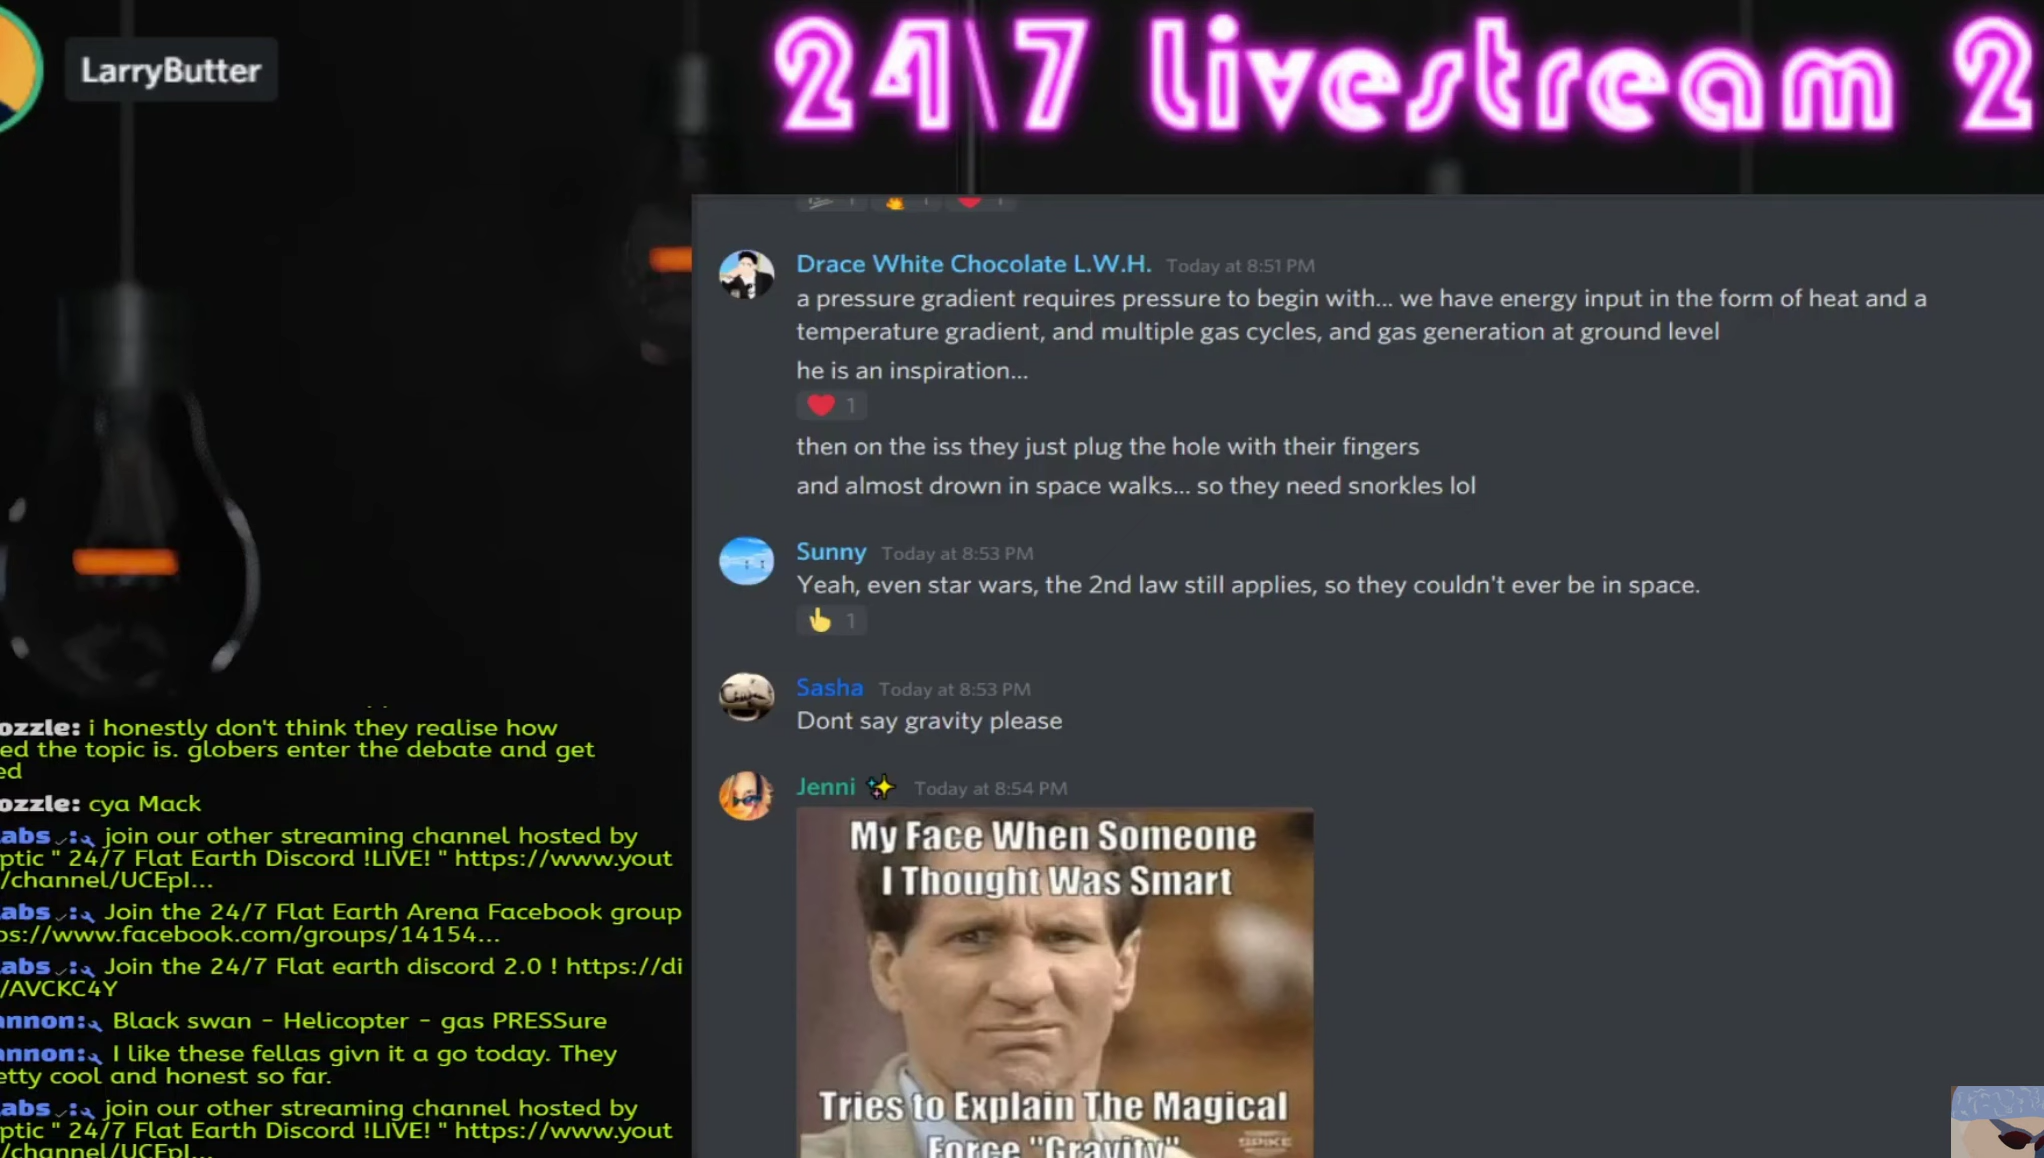 LarryButter
24\7 Livestream 2
Drace White Chocolate L.W.H. Today at 8:51 PM
a pressure gradient requires pressure to begin with... we have energy input in the form of heat and a
temperature gradient, and multiple gas cycles, and gas generation at ground level
he is an inspiration...
1
then on the iss they just plug the hole with their fingers
and almost drown in space walks... so they need snorkles lol
Sunny Today at 8:53 PM
Yeah, even star wars, the 2nd law still applies, so they couldn't ever be in space.
1
Sasha Today at 8:53 PM
Dont say gravity please
Jenni Today at 8:54 PM
My Face When Someone
I Thought Was Smart
Tries to Explain The Magical
Force "Gravity"
SPIKE
ozzle: i honestly don't think they realise how
ed the topic is. globers enter the debate and get
ed
ozzle: cya Mack
abs : join our other streaming channel hosted by
ptic " 24/7 Flat Earth Discord !LIVE! " https://www.yout
/channel/UCEpI...
abs : Join the 24/7 Flat Earth Arena Facebook group
ps://www.facebook.com/groups/14154...
abs : Join the 24/7 Flat earth discord 2.0 ! https://di
/AVCKC4Y
annon: Black swan - Helicopter - gas PRESSure
annon: I like these fellas givn it a go today. They
etty cool and honest so far.
abs : join our other streaming channel hosted by
ptic " 24/7 Flat Earth Discord !LIVE! " https://www.yout
/channel/UCEpI...